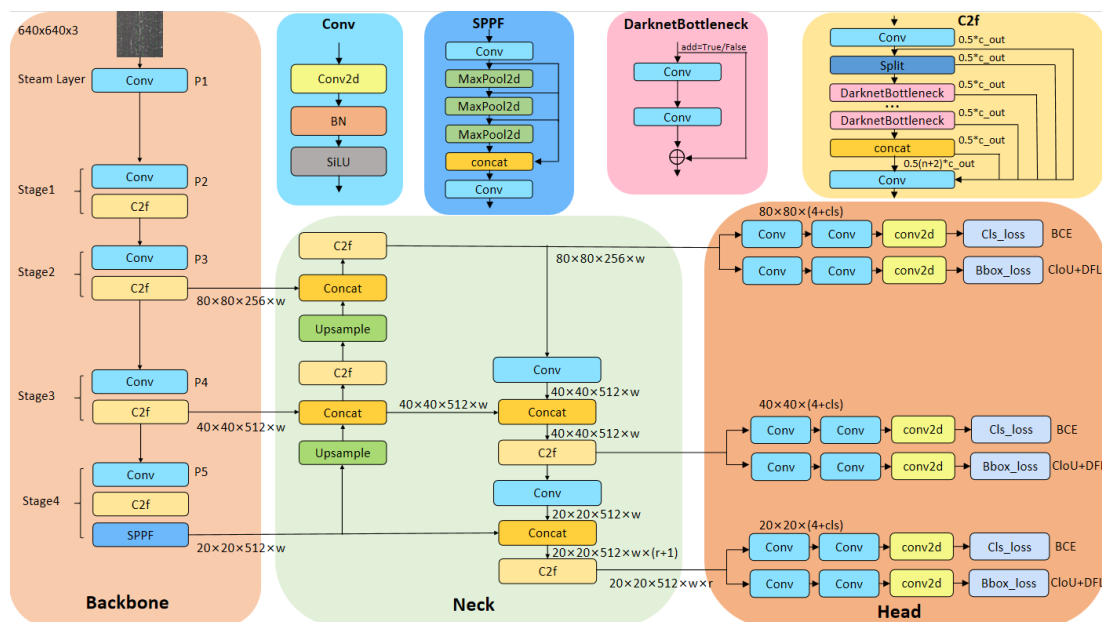 640x640x3
Steam Layer
Conv
P1
Stage1
Conv
P2
C2f
Stage2
Conv
P3
C2f
80×80×256×w
Stage3
Conv
P4
C2f
40×40×512×w
Stage4
Conv
P5
C2f
SPPF
20×20×512×w
Backbone
Conv
Conv2d
BN
SiLU
SPPF
Conv
MaxPool2d
MaxPool2d
MaxPool2d
concat
Conv
DarknetBottleneck
add=True/False
Conv
Conv
C2f
Conv
0.5*c_out
Split
0.5*c_out
DarknetBottleneck
0.5*c_out
...
DarknetBottleneck
0.5*c_out
concat
0.5*c_out
0.5(n+2)*c_out
Conv
C2f
80×80×256×w
Concat
Upsample
C2f
Concat
40×40×512×w
Upsample
Conv
40×40×512×w
Concat
40×40×512×w
C2f
Conv
20×20×512×w
Concat
20×20×512×w×(r+1)
C2f
20×20×512×w×r
Neck
80×80×(4+cls)
Conv
Conv
conv2d
Cls_loss
BCE
Conv
Conv
conv2d
Bbox_loss
CloU+DFL
40×40×(4+cls)
Conv
Conv
conv2d
Cls_loss
BCE
Conv
Conv
conv2d
Bbox_loss
CloU+DFL
20×20×(4+cls)
Conv
Conv
conv2d
Cls_loss
BCE
Conv
Conv
conv2d
Bbox_loss
CloU+DFL
Head